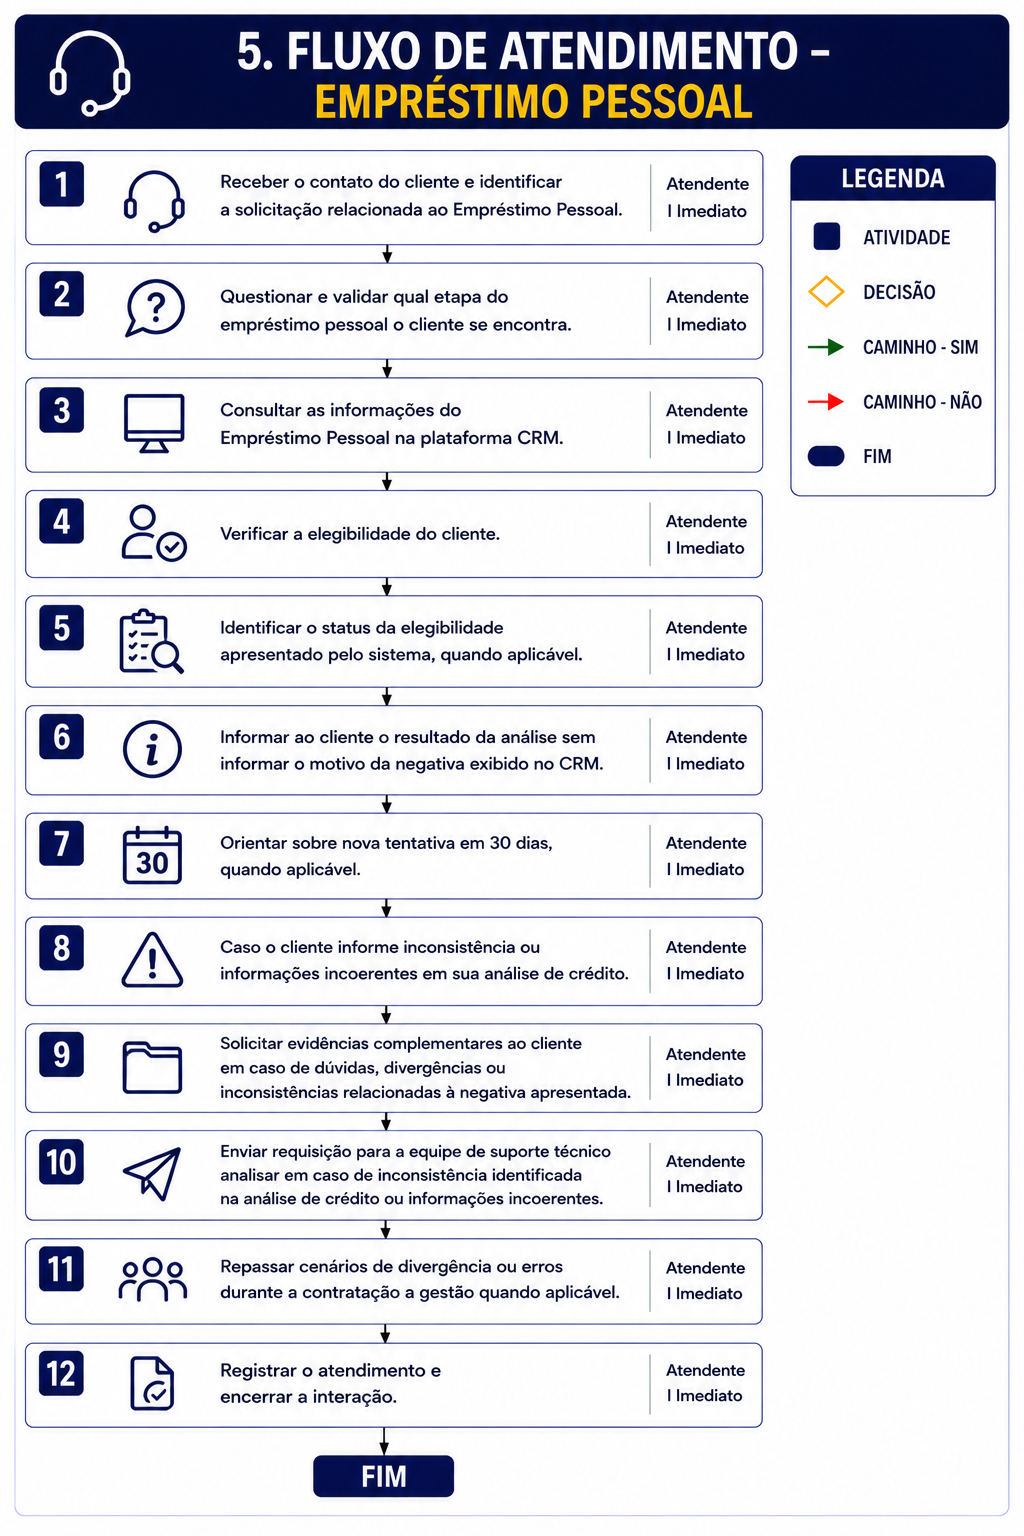 5. FLUXO DE ATENDIMENTO –
EMPRÉSTIMO PESSOAL
1
Receber o contato do cliente e identificar
a solicitação relacionada ao Empréstimo Pessoal.
Atendente
I Imediato
2
Questionar e validar qual etapa do
empréstimo pessoal o cliente se encontra.
Atendente
I Imediato
3
Consultar as informações do
Empréstimo Pessoal na plataforma CRM.
Atendente
I Imediato
4
Verificar a elegibilidade do cliente.
Atendente
I Imediato
5
Identificar o status da elegibilidade
apresentado pelo sistema, quando aplicável.
Atendente
I Imediato
6
Informar ao cliente o resultado da análise sem
informar o motivo da negativa exibido no CRM.
Atendente
I Imediato
7
30
Orientar sobre nova tentativa em 30 dias,
quando aplicável.
Atendente
I Imediato
8
Caso o cliente informe inconsistência ou
informações incoerentes em sua análise de crédito.
Atendente
I Imediato
9
Solicitar evidências complementares ao cliente
em caso de dúvidas, divergências ou
inconsistências relacionadas à negativa apresentada.
Atendente
I Imediato
10
Enviar requisição para a equipe de suporte técnico
analisar em caso de inconsistência identificada
na análise de crédito ou informações incoerentes.
Atendente
I Imediato
11
Repassar cenários de divergência ou erros
durante a contratação a gestão quando aplicável.
Atendente
I Imediato
12
Registrar o atendimento e
encerrar a interação.
Atendente
I Imediato
FIM
LEGENDA
ATIVIDADE
DECISÃO
CAMINHO - SIM
CAMINHO - NÃO
FIM